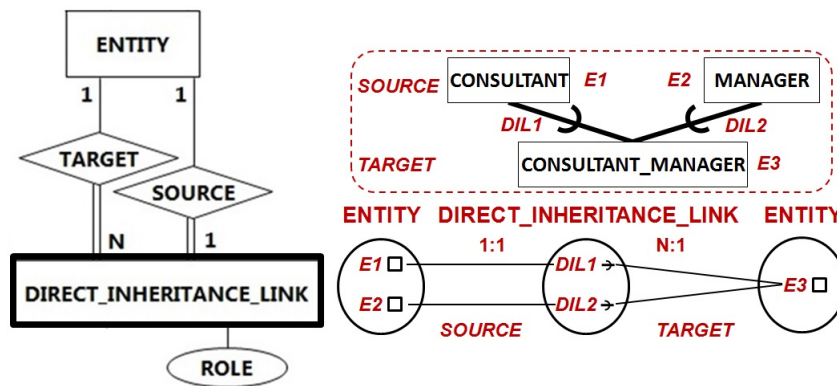 ENTITY
1 1
TARGET
SOURCE
N 1
DIRECT_INHERITANCE_LINK
ROLE
SOURCE CONSULTANT E1 E2 MANAGER
DIL1 DIL2
TARGET CONSULTANT_MANAGER E3
ENTITY DIRECT_INHERITANCE_LINK ENTITY
1:1 N:1
E1 DIL1
E3
E2 DIL2
SOURCE TARGET